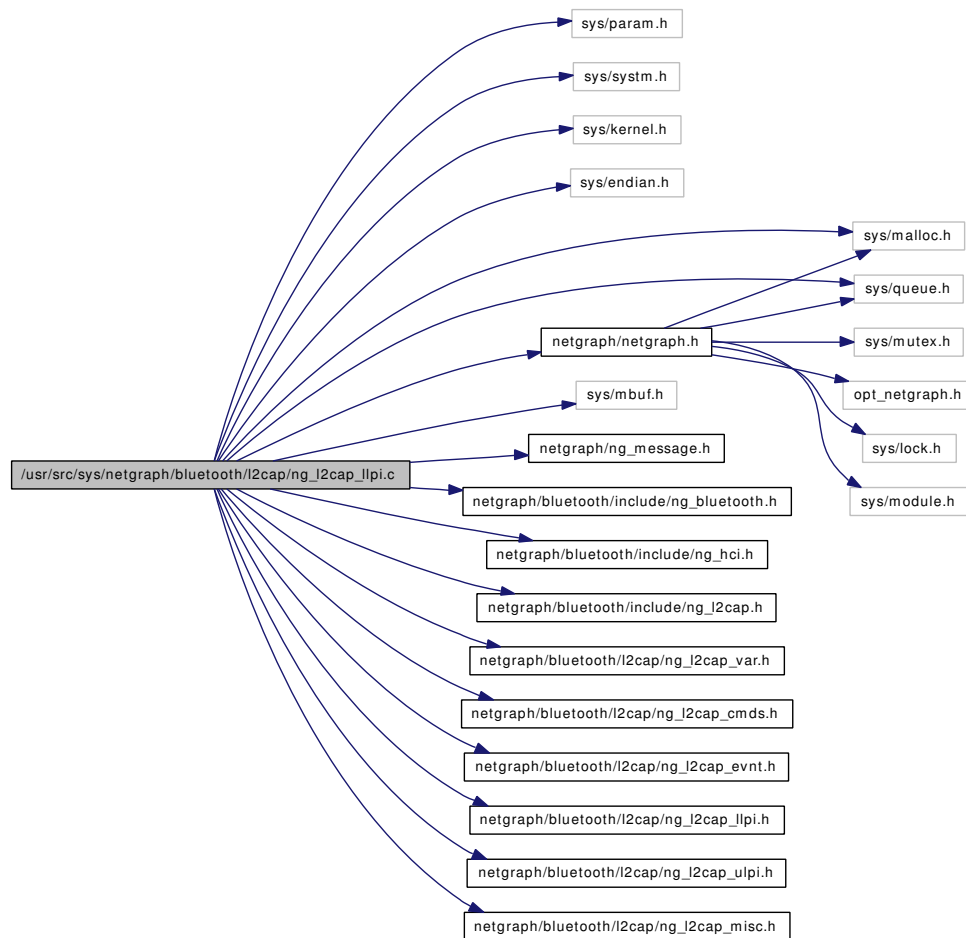 sys/param.h
sys/systm.h
sys/kernel.h
sys/endian.h
sys/malloc.h
sys/queue.h
netgraph/netgraph.h
sys/mutex.h
opt_netgraph.h
sys/mbuf.h
sys/lock.h
netgraph/ng_message.h
/usr/src/sys/netgraph/bluetooth/l2cap/ng_l2cap_llpi.c
netgraph/bluetooth/include/ng_bluetooth.h
sys/module.h
netgraph/bluetooth/include/ng_hci.h
netgraph/bluetooth/include/ng_l2cap.h
netgraph/bluetooth/l2cap/ng_l2cap_var.h
netgraph/bluetooth/l2cap/ng_l2cap_cmds.h
netgraph/bluetooth/l2cap/ng_l2cap_evnt.h
netgraph/bluetooth/l2cap/ng_l2cap_llpi.h
netgraph/bluetooth/l2cap/ng_l2cap_ulpi.h
netgraph/bluetooth/l2cap/ng_l2cap_misc.h